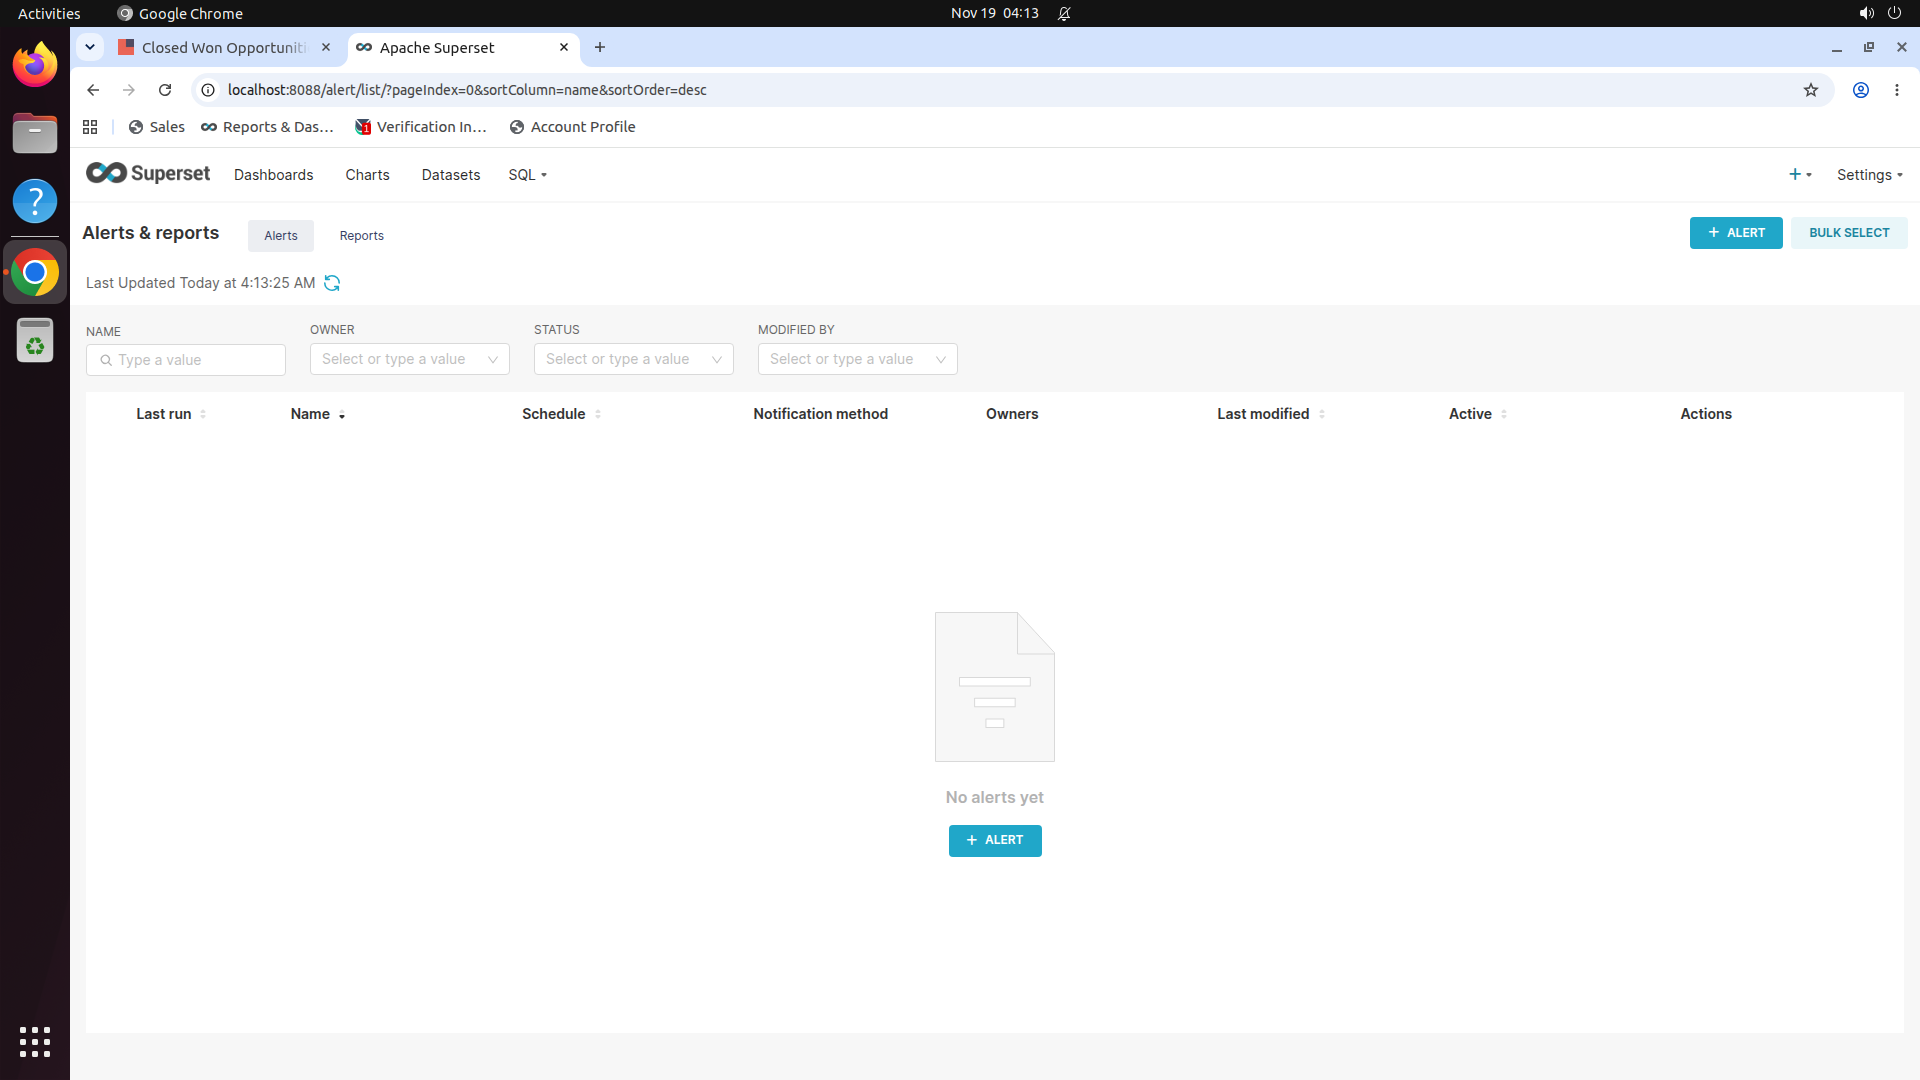 Activities
Google Chrome
Nov 19 04:13
Closed Won Opportuniti
Apache Superset
localhost:8088/alert/list/?pageIndex=0&sortColumn=name&sortOrder=desc
Sales
Reports & Das...
Verification In...
Account Profile
Superset
Dashboards
Charts
Datasets
SQL
Settings
Alerts & reports
Alerts
Reports
+ ALERT
BULK SELECT
Last Updated Today at 4:13:25 AM
NAME
OWNER
STATUS
MODIFIED BY
Type a value
Select or type a value
Select or type a value
Select or type a value
Last run
Name
Schedule
Notification method
Owners
Last modified
Active
Actions
No alerts yet
+ ALERT